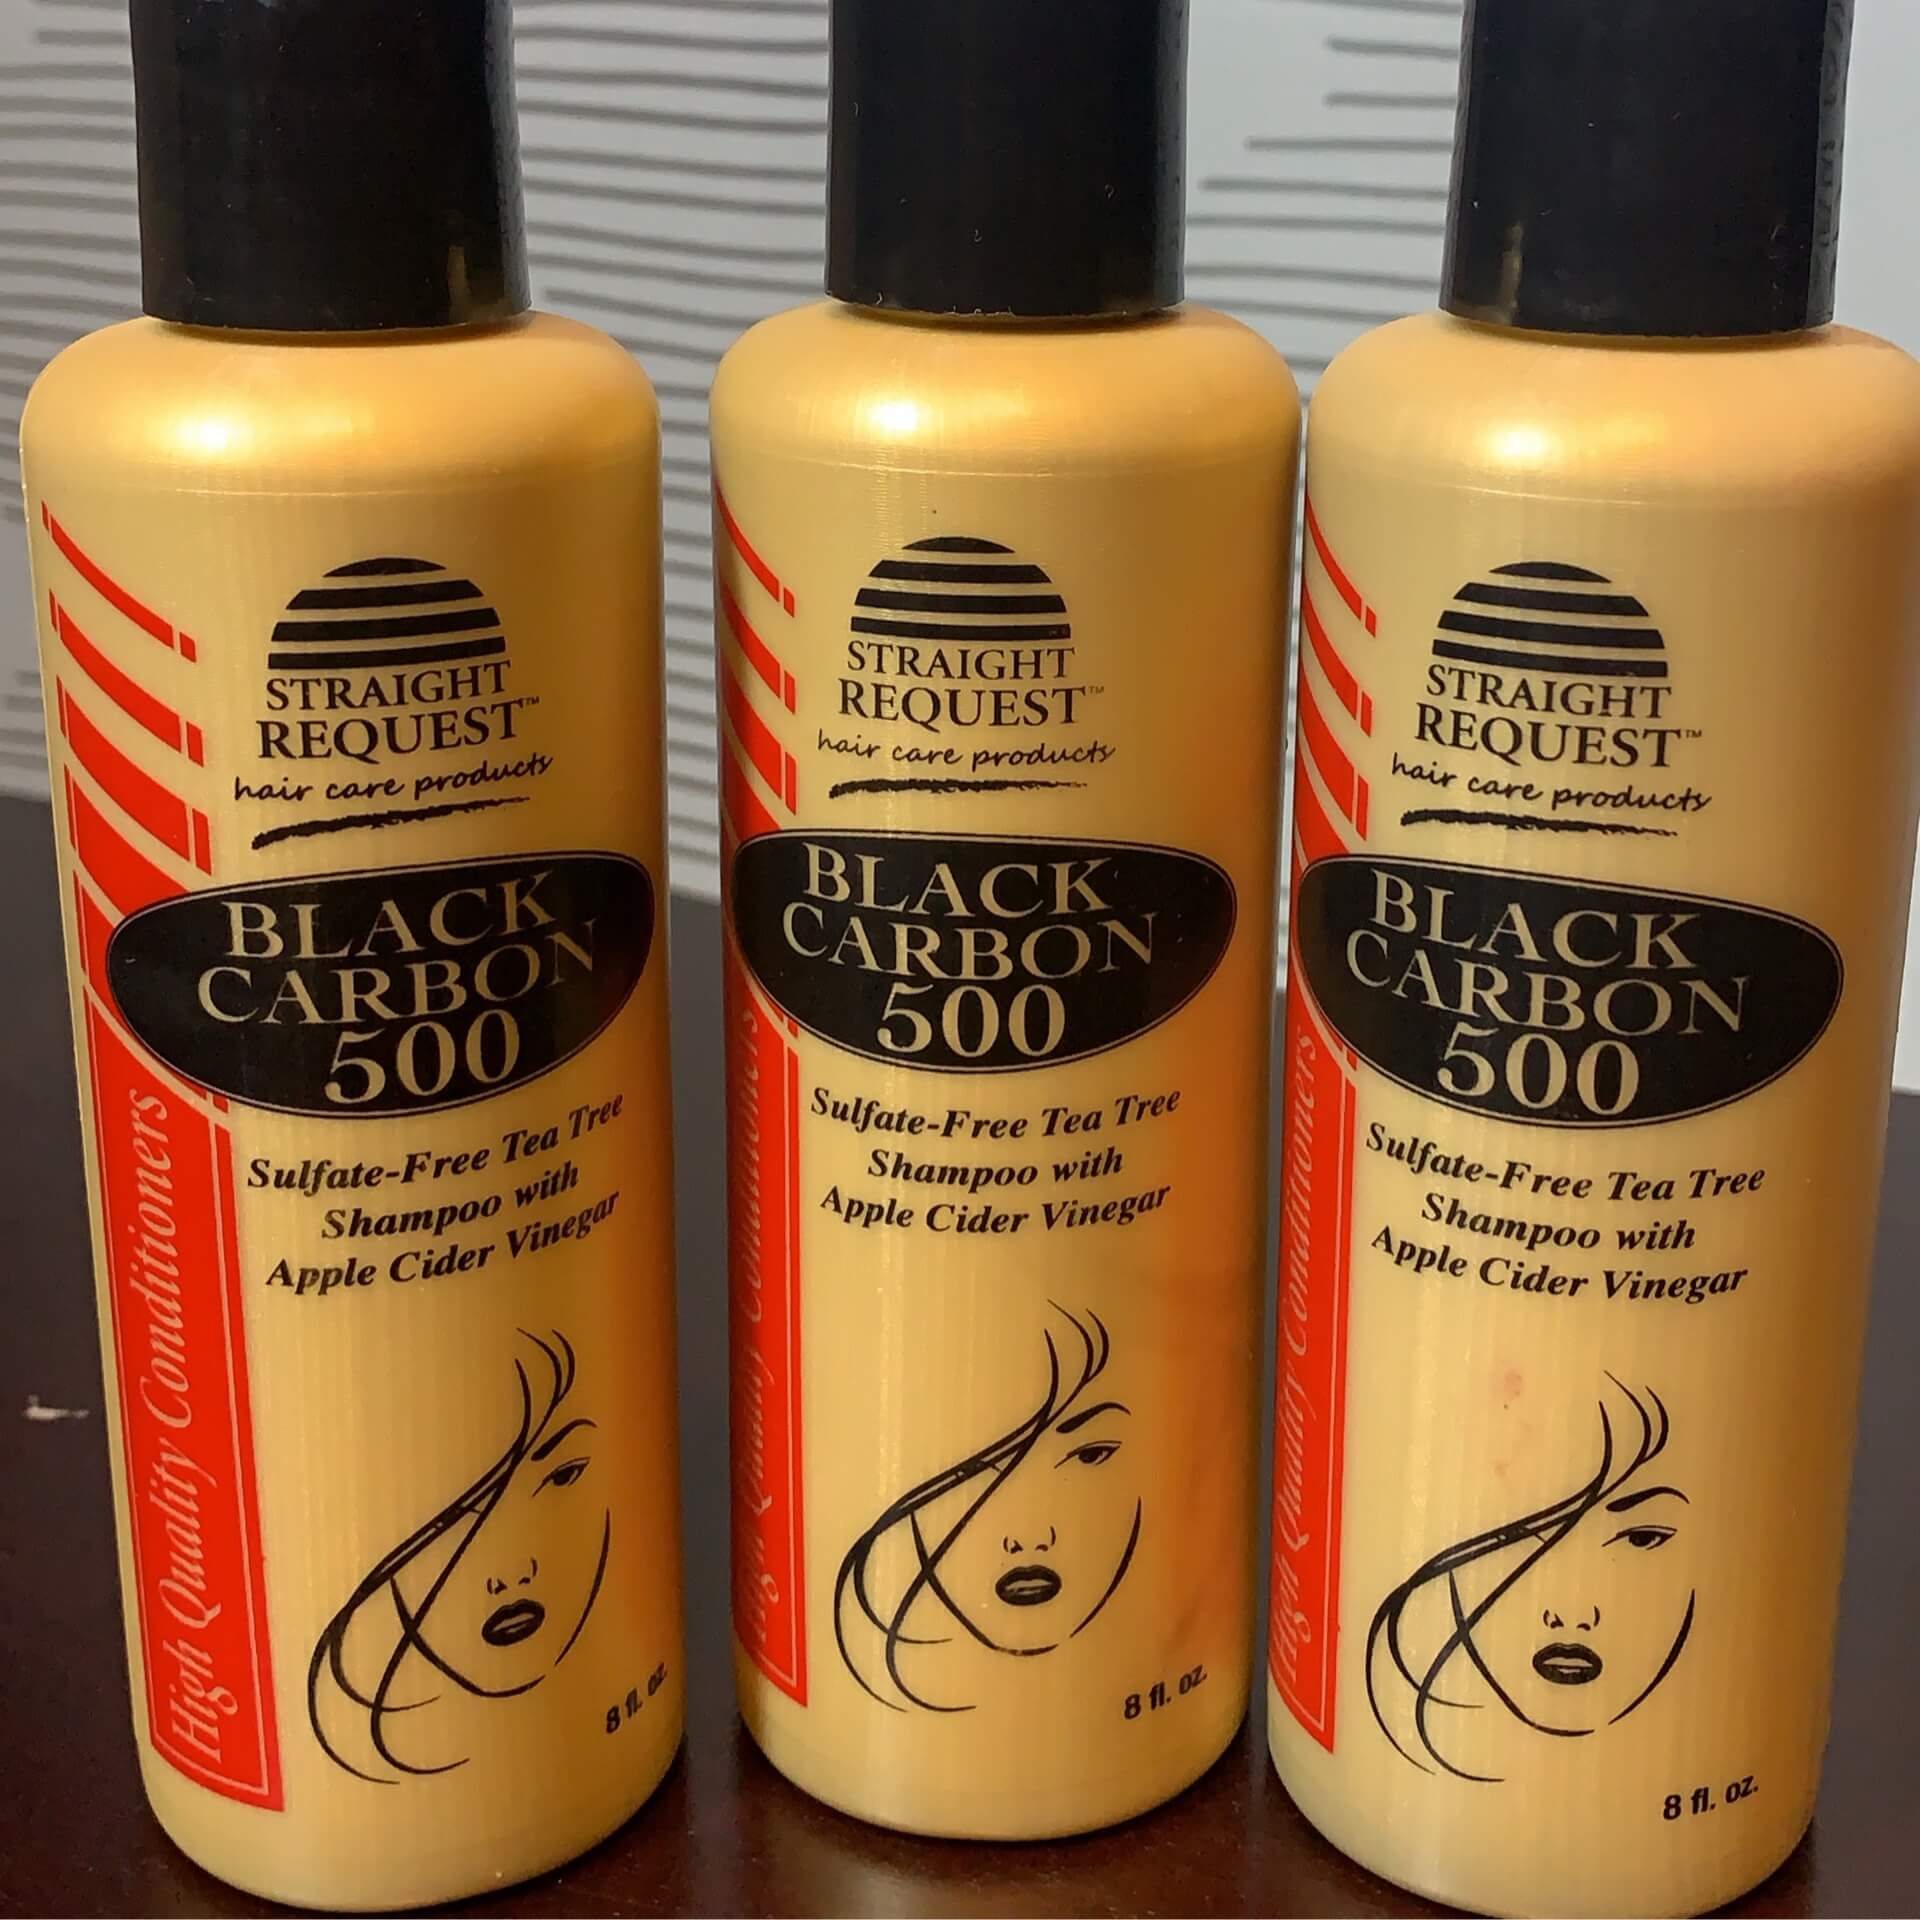 STRAIGHT
REQUEST™
hair care products
BLACK
CARBON
500
Sulfate-Free Tea Tree
Shampoo with
Apple Cider Vinegar
High Quality Conditioners
8 fl. oz.
STRAIGHT
REQUEST™
hair care products
BLACK
CARBON
500
Sulfate-Free Tea Tree
Shampoo with
Apple Cider Vinegar
High Quality Conditioners
8 fl. oz.
STRAIGHT
REQUEST™
hair care products
BLACK
CARBON
500
Sulfate-Free Tea Tree
Shampoo with
Apple Cider Vinegar
High Quality Conditioners
8 fl. oz.